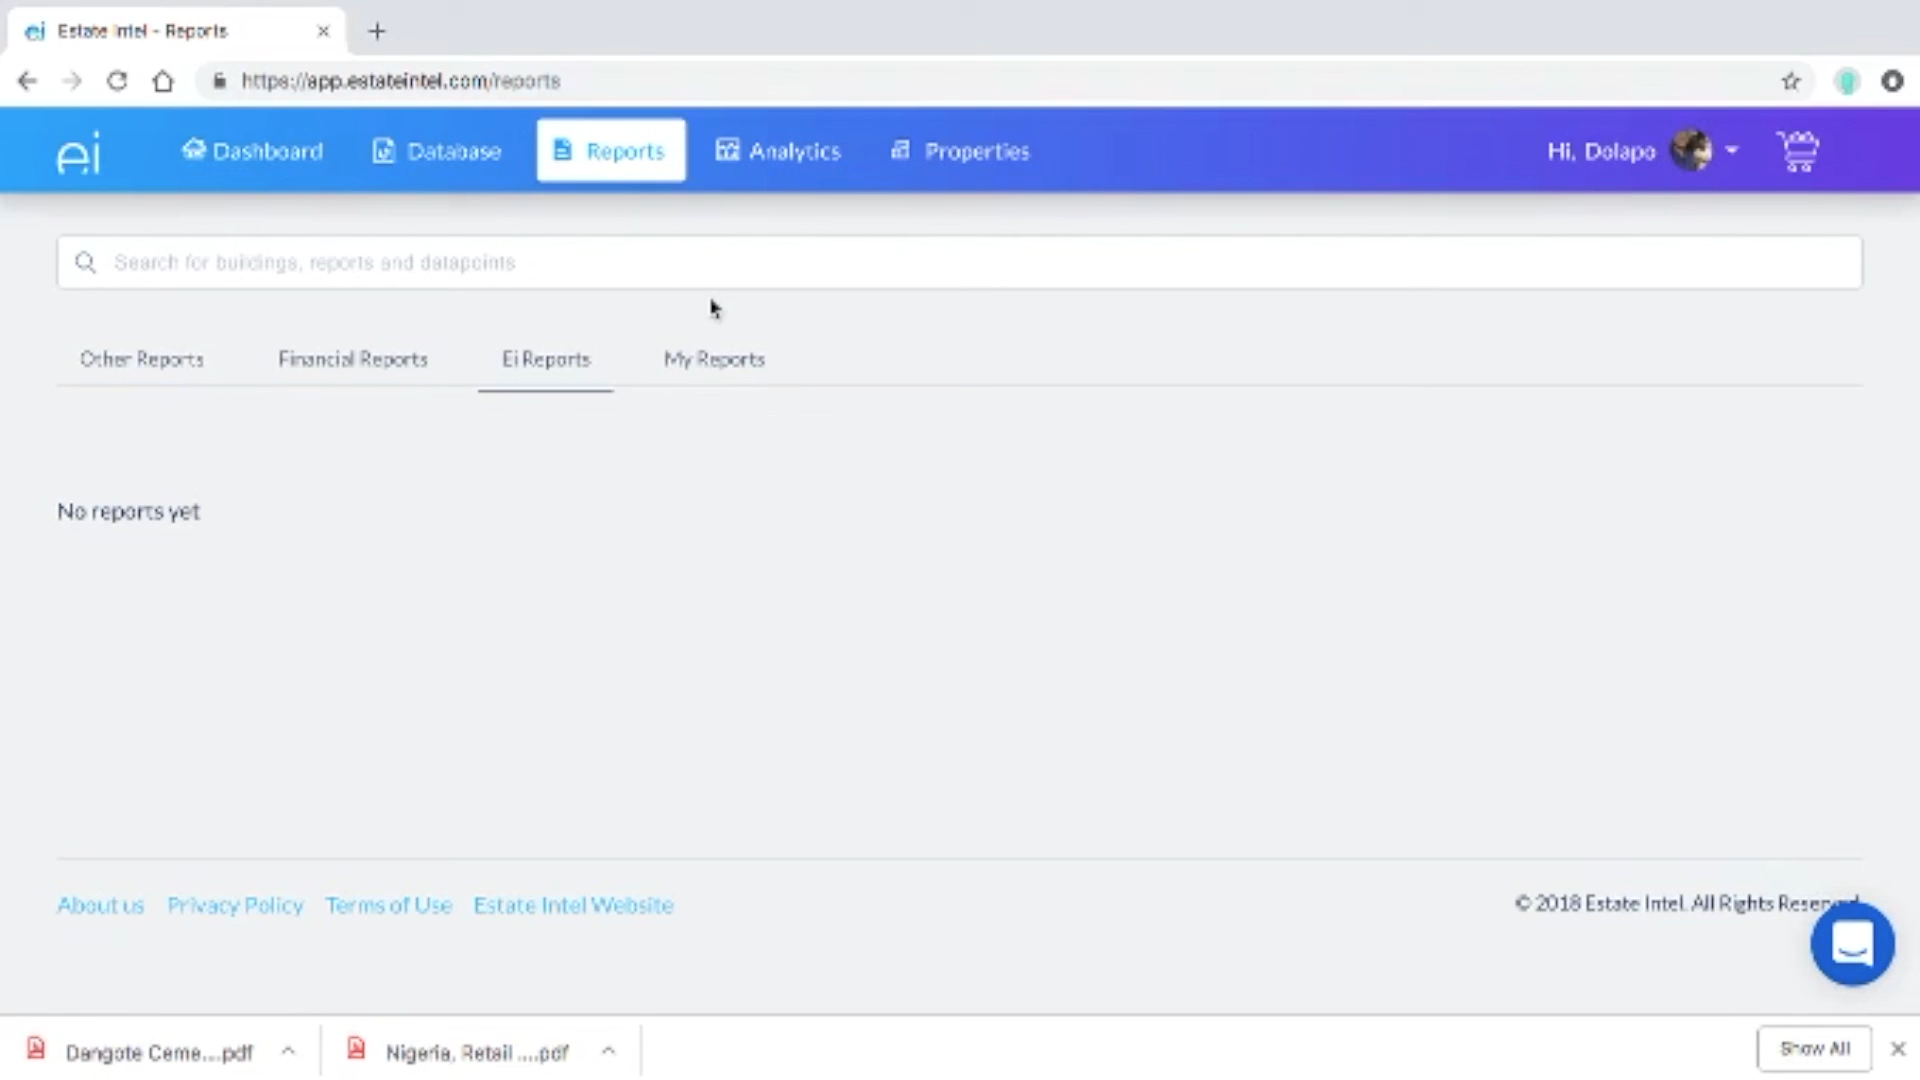 Estate Intel - Reports
https://app.estateintel.com/reports
ei Dashboard Database Reports Analytics Properties Hi, Dolapo
Search for buildings, reports and datapoints
Other Reports Financial Reports Ei Reports My Reports
No reports yet
About us Privacy Policy Terms of Use Estate Intel Website © 2018 Estate Intel. All Rights
Dangote Ceme....pdf Nigeria, Retail ....pdf Show All